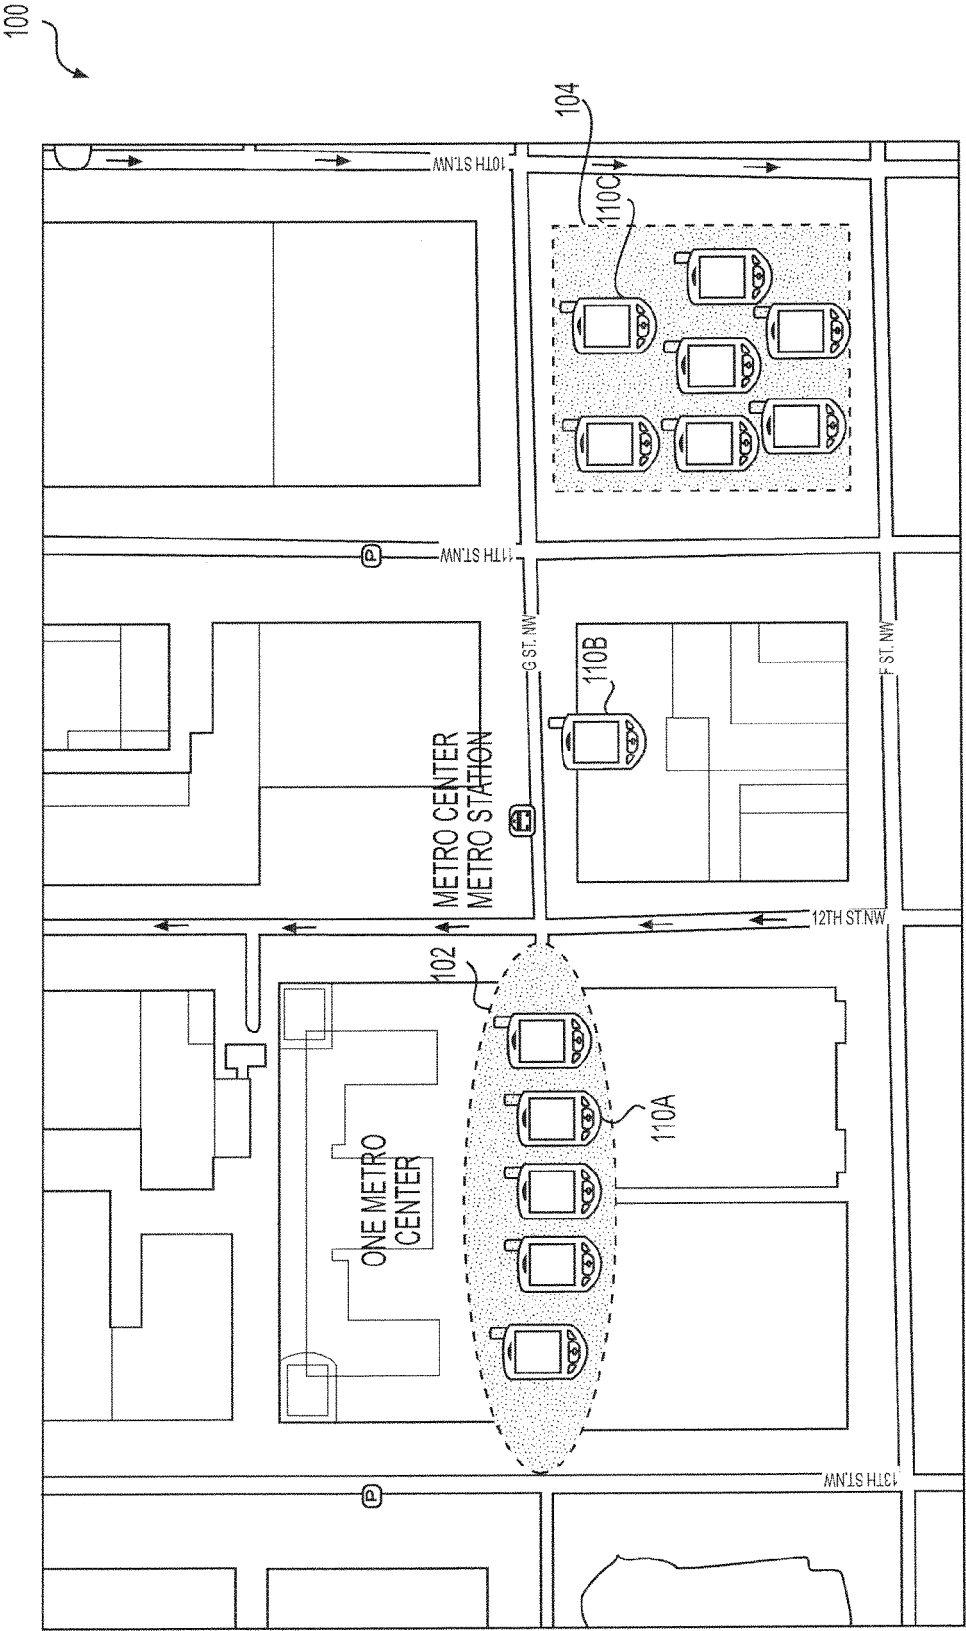 100
104
10TH ST.NW
110C
P
11TH ST.NW
G ST. NW
F ST. NW
110B
METRO CENTER
METRO STATION
12TH ST.NW
102
110A
ONE METRO
CENTER
P
13TH ST.NW